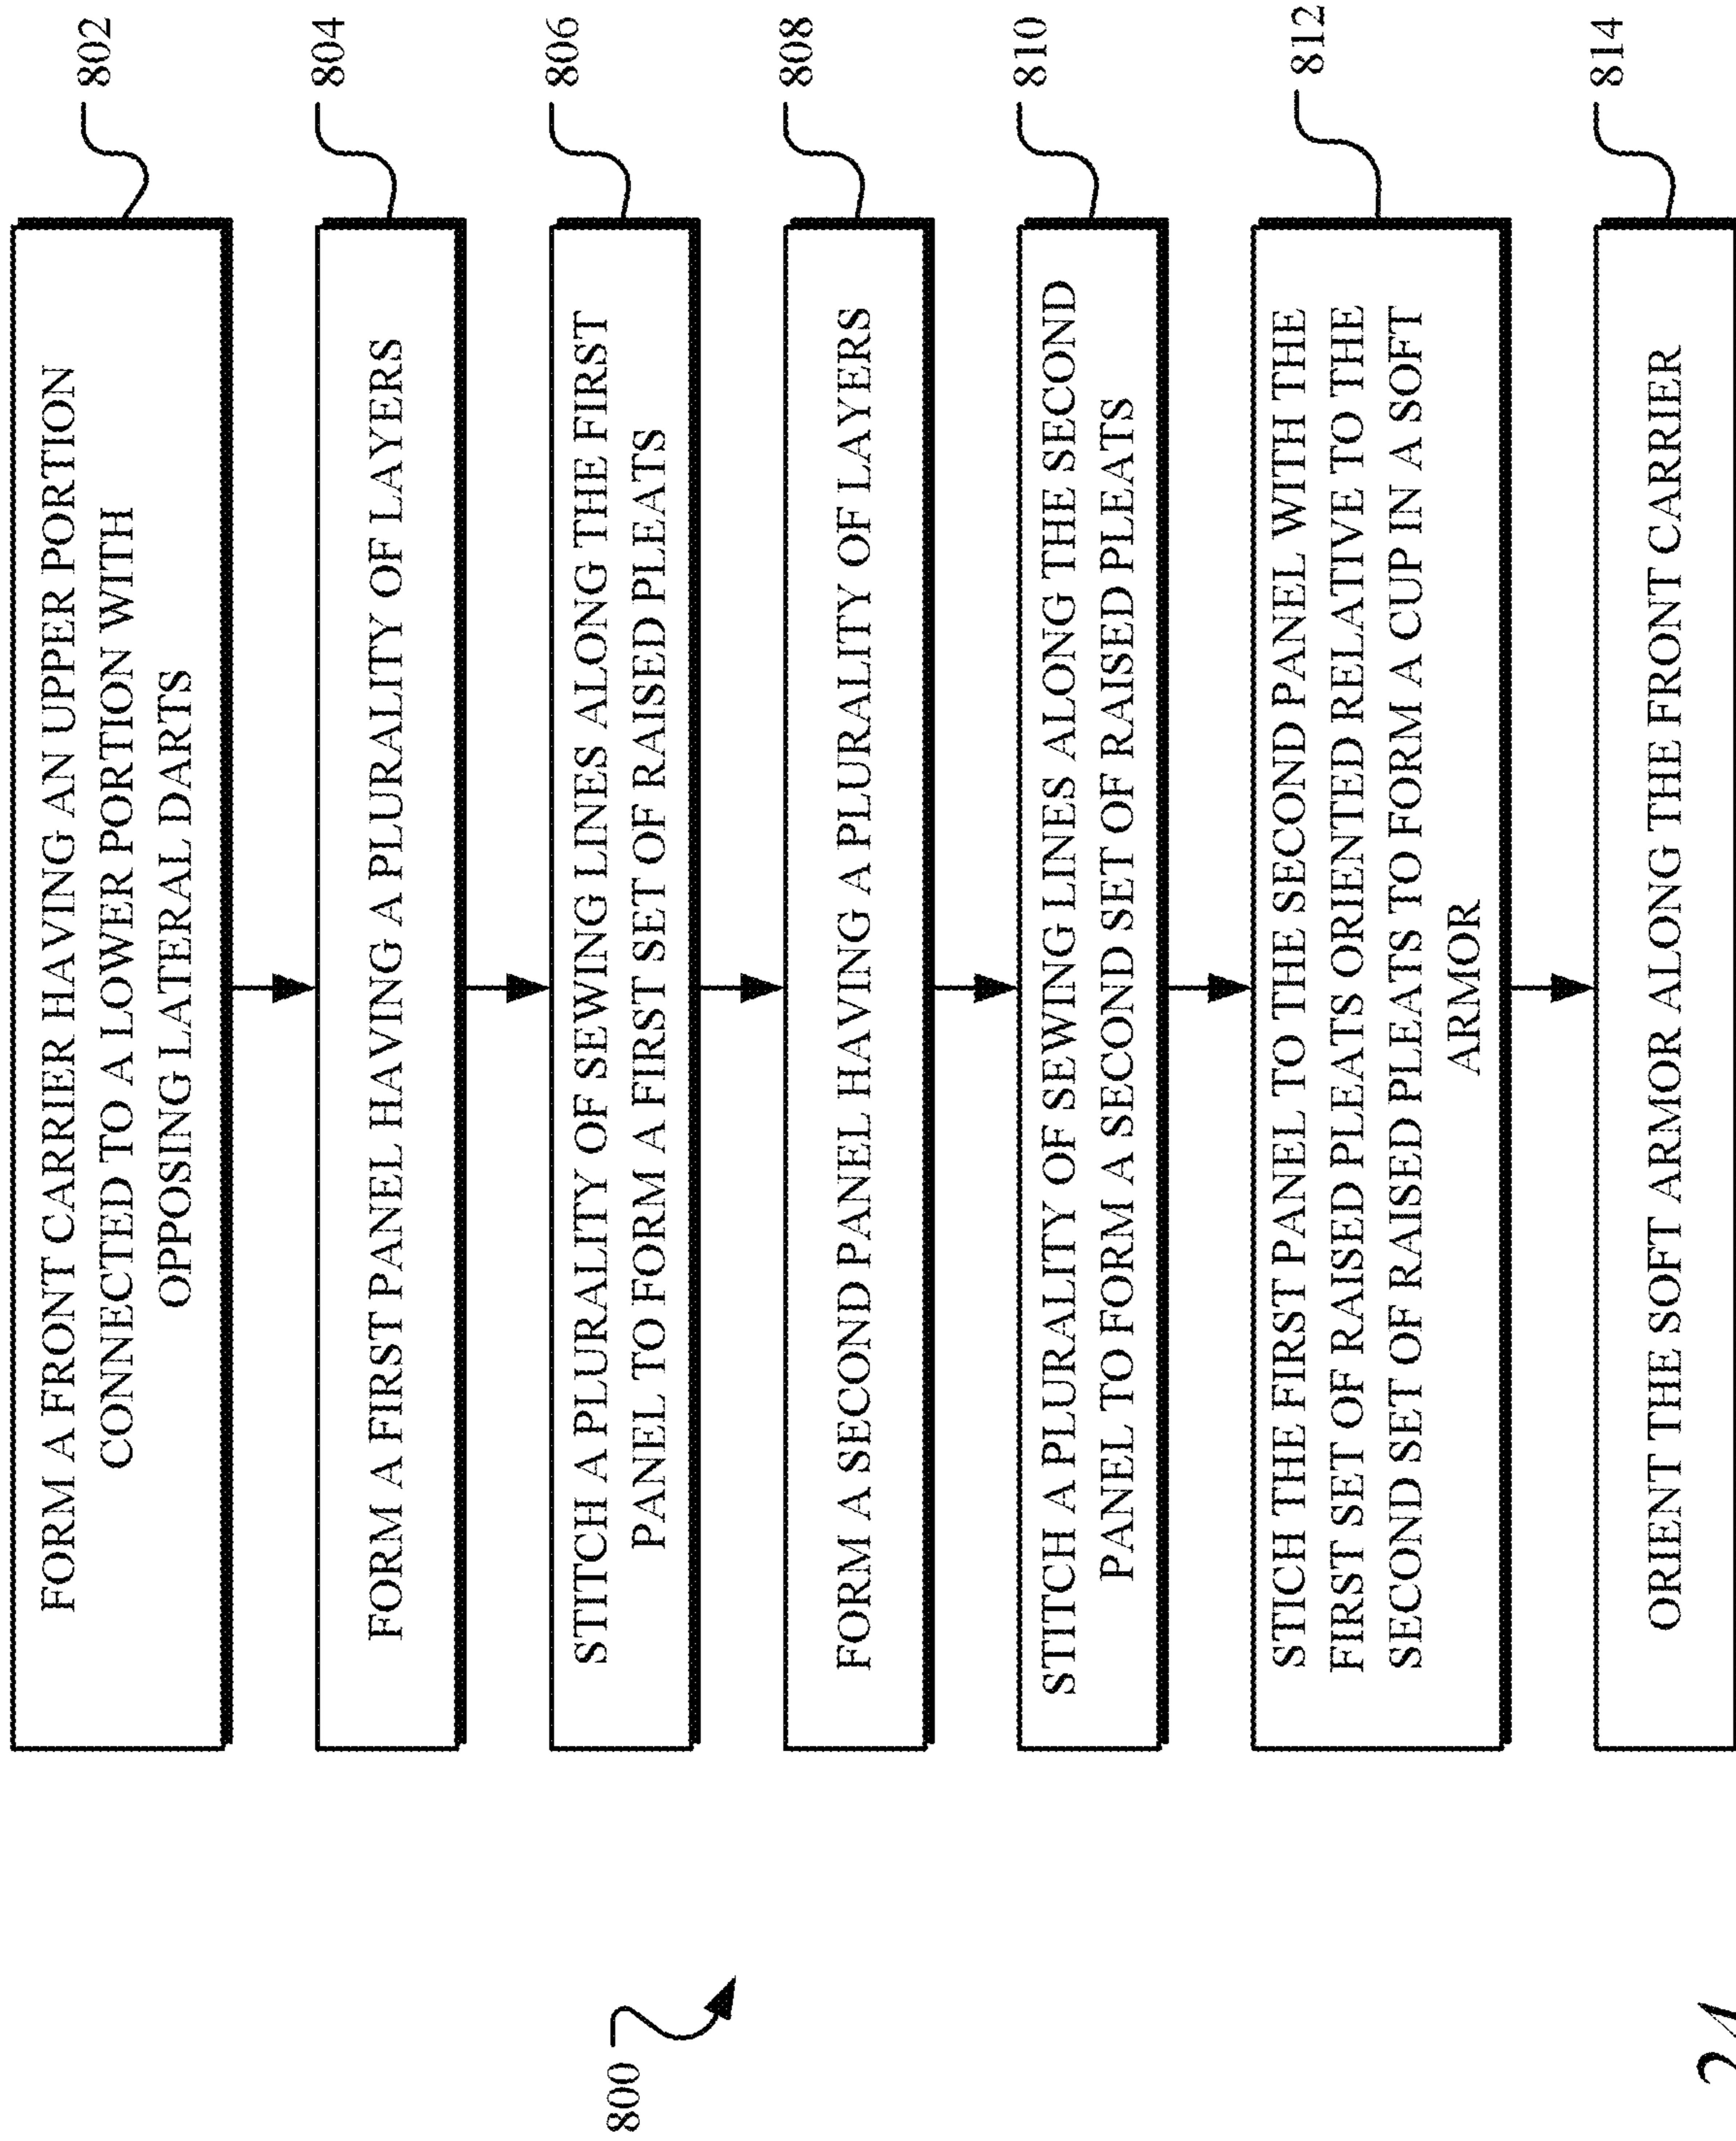 FORM A FRONT CARRIER HAVING AN UPPER PORTION
CONNECTED TO A LOWER PORTION WITH
OPPOSING LATERAL DARTS
802
FORM A FIRST PANEL HAVING A PLURALITY OF LAYERS
804
STITCH A PLURALITY OF SEWING LINES ALONG THE FIRST
PANEL TO FORM A FIRST SET OF RAISED PLEATS
806
800
FORM A SECOND PANEL HAVING A PLURALITY OF LAYERS
808
STITCH A PLURALITY OF SEWING LINES ALONG THE SECOND
PANEL TO FORM A SECOND SET OF RAISED PLEATS
810
STICH THE FIRST PANEL TO THE SECOND PANEL WITH THE
FIRST SET OF RAISED PLEATS ORIENTED RELATIVE TO THE
SECOND SET OF RAISED PLEATS TO FORM A CUP IN A SOFT
ARMOR
812
ORIENT THE SOFT ARMOR ALONG THE FRONT CARRIER
814